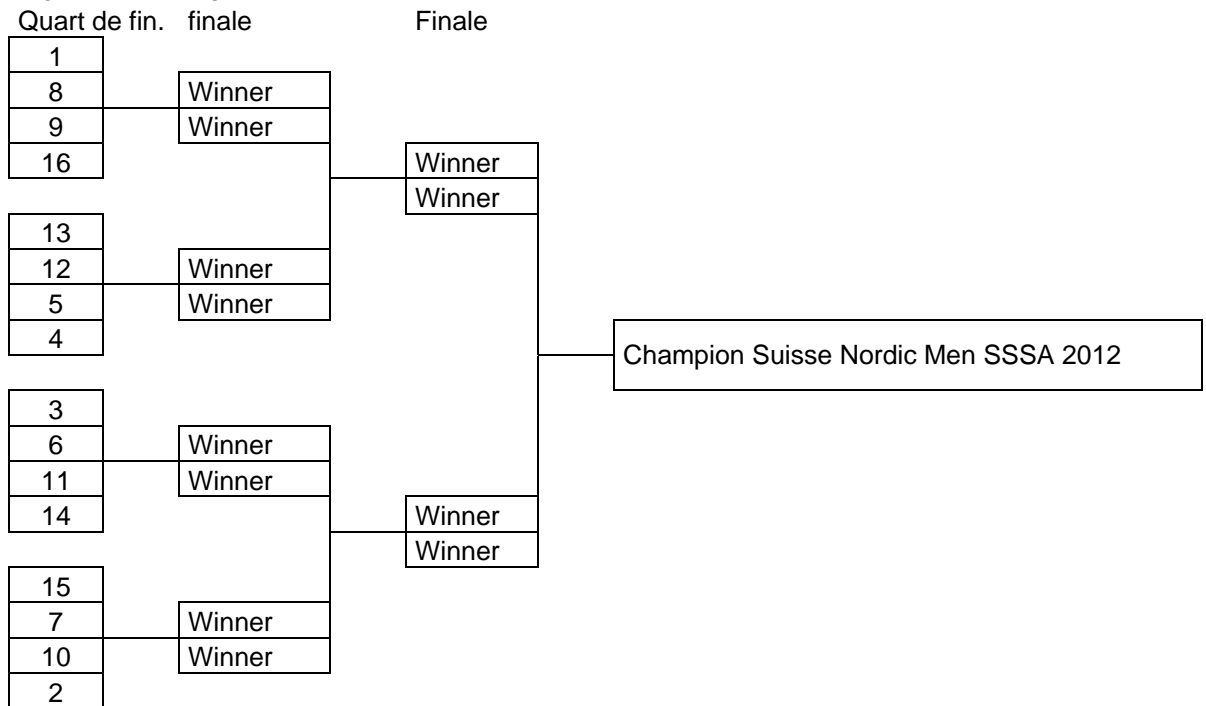 Quart de fin. finale Finale
1
8 Winner
9 Winner
16 Winner
Winner
13
12 Winner
5 Winner
4
Champion Suisse Nordic Men SSSA 2012
3
6 Winner
11 Winner
14 Winner
Winner
15
7 Winner
10 Winner
2